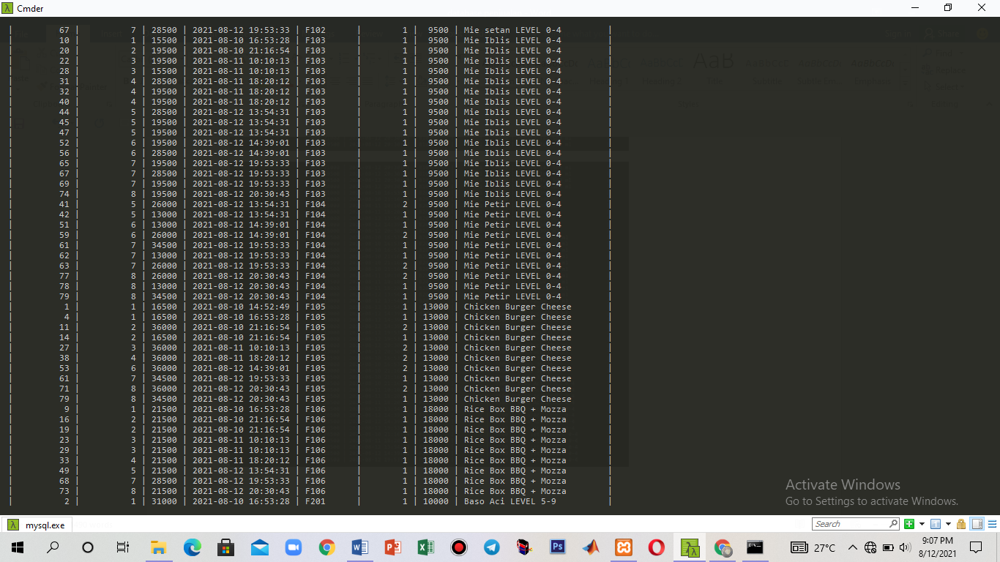 Cmder
| 67 | 7 | 28500 | 2021-08-12 19:53:33 | F102 | 1 | 9500 | Mie setan LEVEL 0-4 |
| 10 | 1 | 15500 | 2021-08-10 16:53:28 | F103 | 1 | 9500 | Mie Iblis LEVEL 0-4 |
| 20 | 2 | 19500 | 2021-08-10 21:16:54 | F103 | 1 | 9500 | Mie Iblis LEVEL 0-4 |
| 22 | 3 | 19500 | 2021-08-11 10:10:13 | F103 | 1 | 9500 | Mie Iblis LEVEL 0-4 |
| 28 | 3 | 15500 | 2021-08-11 10:10:13 | F103 | 1 | 9500 | Mie Iblis LEVEL 0-4 |
| 31 | 4 | 28500 | 2021-08-11 18:20:12 | F103 | 1 | 9500 | Mie Iblis LEVEL 0-4 |
| 32 | 4 | 19500 | 2021-08-11 18:20:12 | F103 | 1 | 9500 | Mie Iblis LEVEL 0-4 |
| 40 | 4 | 19500 | 2021-08-11 18:20:12 | F103 | 1 | 9500 | Mie Iblis LEVEL 0-4 |
| 44 | 5 | 28500 | 2021-08-12 13:54:31 | F103 | 1 | 9500 | Mie Iblis LEVEL 0-4 |
| 45 | 5 | 19500 | 2021-08-12 13:54:31 | F103 | 1 | 9500 | Mie Iblis LEVEL 0-4 |
| 47 | 5 | 19500 | 2021-08-12 13:54:31 | F103 | 1 | 9500 | Mie Iblis LEVEL 0-4 |
| 52 | 6 | 19500 | 2021-08-12 14:39:01 | F103 | 1 | 9500 | Mie Iblis LEVEL 0-4 |
| 56 | 6 | 28500 | 2021-08-12 14:39:01 | F103 | 1 | 9500 | Mie Iblis LEVEL 0-4 |
| 65 | 7 | 19500 | 2021-08-12 19:53:33 | F103 | 1 | 9500 | Mie Iblis LEVEL 0-4 |
| 67 | 7 | 28500 | 2021-08-12 19:53:33 | F103 | 1 | 9500 | Mie Iblis LEVEL 0-4 |
| 69 | 7 | 19500 | 2021-08-12 19:53:33 | F103 | 1 | 9500 | Mie Iblis LEVEL 0-4 |
| 74 | 8 | 19500 | 2021-08-12 20:30:43 | F103 | 1 | 9500 | Mie Iblis LEVEL 0-4 |
| 41 | 5 | 26000 | 2021-08-12 13:54:31 | F104 | 2 | 9500 | Mie Petir LEVEL 0-4 |
| 42 | 5 | 13000 | 2021-08-12 13:54:31 | F104 | 1 | 9500 | Mie Petir LEVEL 0-4 |
| 51 | 6 | 13000 | 2021-08-12 14:39:01 | F104 | 1 | 9500 | Mie Petir LEVEL 0-4 |
| 59 | 6 | 26000 | 2021-08-12 14:39:01 | F104 | 2 | 9500 | Mie Petir LEVEL 0-4 |
| 61 | 7 | 34500 | 2021-08-12 19:53:33 | F104 | 1 | 9500 | Mie Petir LEVEL 0-4 |
| 62 | 7 | 13000 | 2021-08-12 19:53:33 | F104 | 1 | 9500 | Mie Petir LEVEL 0-4 |
| 63 | 7 | 26000 | 2021-08-12 19:53:33 | F104 | 2 | 9500 | Mie Petir LEVEL 0-4 |
| 77 | 8 | 26000 | 2021-08-12 20:30:43 | F104 | 2 | 9500 | Mie Petir LEVEL 0-4 |
| 78 | 8 | 13000 | 2021-08-12 20:30:43 | F104 | 1 | 9500 | Mie Petir LEVEL 0-4 |
| 79 | 8 | 34500 | 2021-08-12 20:30:43 | F104 | 1 | 9500 | Mie Petir LEVEL 0-4 |
| 1 | 1 | 16500 | 2021-08-10 14:52:49 | F105 | 1 | 13000 | Chicken Burger Cheese |
| 4 | 1 | 16500 | 2021-08-10 16:53:28 | F105 | 1 | 13000 | Chicken Burger Cheese |
| 11 | 2 | 36000 | 2021-08-10 21:16:54 | F105 | 2 | 13000 | Chicken Burger Cheese |
| 14 | 2 | 16500 | 2021-08-10 21:16:54 | F105 | 1 | 13000 | Chicken Burger Cheese |
| 27 | 3 | 36000 | 2021-08-11 10:10:13 | F105 | 2 | 13000 | Chicken Burger Cheese |
| 38 | 4 | 36000 | 2021-08-11 18:20:12 | F105 | 2 | 13000 | Chicken Burger Cheese |
| 53 | 6 | 36000 | 2021-08-12 14:39:01 | F105 | 2 | 13000 | Chicken Burger Cheese |
| 61 | 7 | 34500 | 2021-08-12 19:53:33 | F105 | 1 | 13000 | Chicken Burger Cheese |
| 71 | 8 | 36000 | 2021-08-12 20:30:43 | F105 | 2 | 13000 | Chicken Burger Cheese |
| 79 | 8 | 34500 | 2021-08-12 20:30:43 | F105 | 1 | 13000 | Chicken Burger Cheese |
| 9 | 1 | 21500 | 2021-08-10 16:53:28 | F106 | 1 | 18000 | Rice Box BBQ + Mozza |
| 16 | 2 | 21500 | 2021-08-10 21:16:54 | F106 | 1 | 18000 | Rice Box BBQ + Mozza |
| 19 | 2 | 21500 | 2021-08-10 21:16:54 | F106 | 1 | 18000 | Rice Box BBQ + Mozza |
| 23 | 3 | 21500 | 2021-08-11 10:10:13 | F106 | 1 | 18000 | Rice Box BBQ + Mozza |
| 29 | 3 | 21500 | 2021-08-11 10:10:13 | F106 | 1 | 18000 | Rice Box BBQ + Mozza |
| 33 | 4 | 21500 | 2021-08-11 18:20:12 | F106 | 1 | 18000 | Rice Box BBQ + Mozza |
| 49 | 5 | 21500 | 2021-08-12 13:54:31 | F106 | 1 | 18000 | Rice Box BBQ + Mozza |
| 68 | 7 | 28500 | 2021-08-12 19:53:33 | F106 | 1 | 18000 | Rice Box BBQ + Mozza |
| 73 | 8 | 21500 | 2021-08-12 20:30:43 | F106 | 1 | 18000 | Rice Box BBQ + Mozza |
| 2 | 1 | 31000 | 2021-08-10 16:53:28 | F201 | 1 | 10000 | Baso Aci LEVEL 5-9 |
Activate Windows
Go to Settings to activate Windows.
mysql.exe
Search
27°C
9:07 PM
8/12/2021